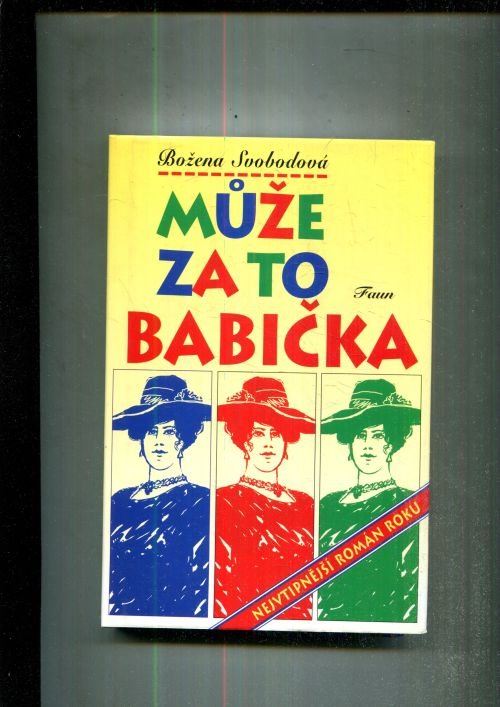 Božena Svobodová
MŮŽE
ZA TO
Faun
BABIČKA
NEJVTIPNĚJŠÍ ROMÁN ROKU